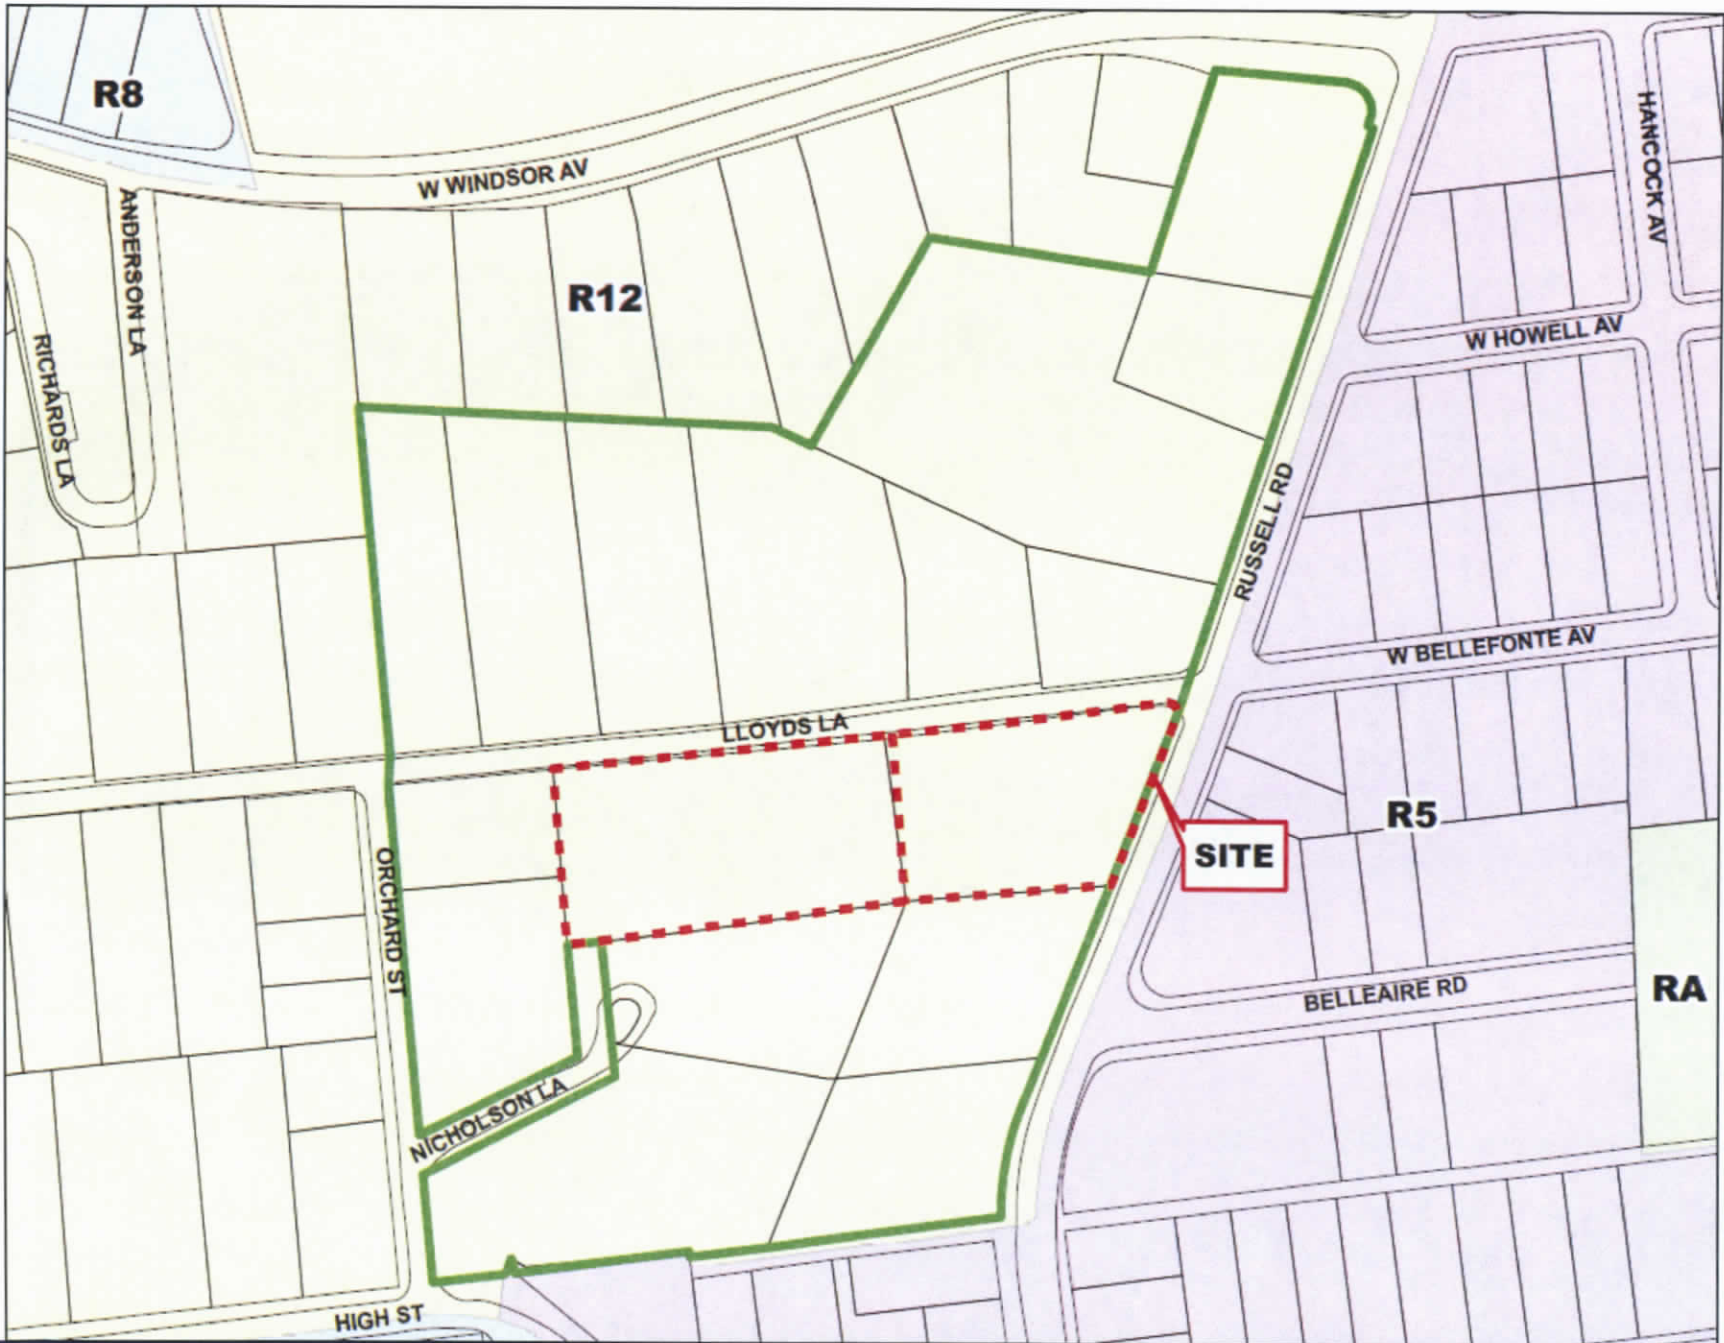 R8
HANCOCK AV
W WINDSOR AV
ANDERSON LA
R12
W HOWELL AV
RICHARDS LA
RUSSELL RD
W BELLEFONTE AV
LLOYDS LA
R5
SITE
ORCHARD ST
RA
BELLEAIRE RD
NICHOLSON LA
HIGH ST